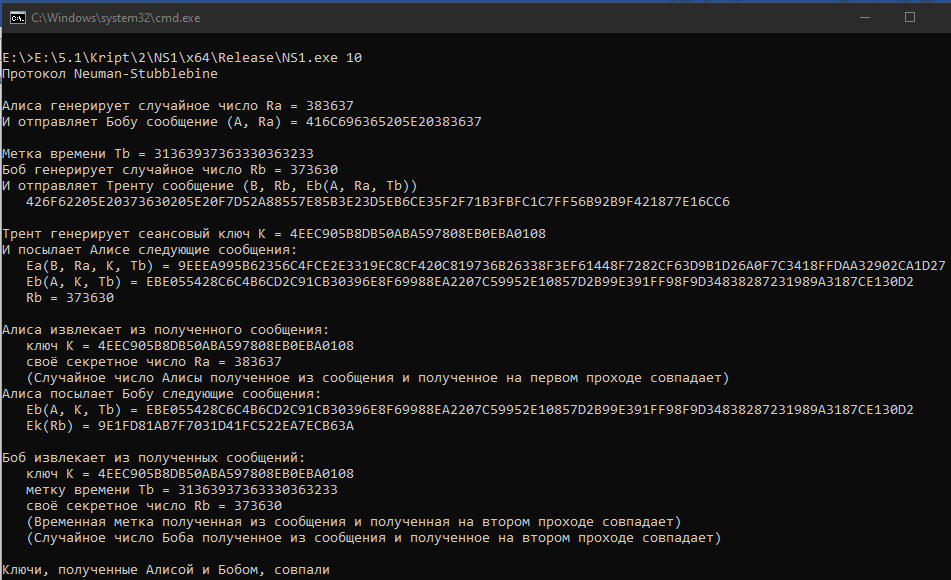 C:\Windows\system32\cmd.exe
E:\>E:\5.1\Kript\2\NS1\x64\Release\NS1.exe 10
Протокол Neuman-Stubblebine
Алиса генерирует случайное число Ra = 383637
И отправляет Бобу сообщение (A, Ra) = 416C696365205E20383637
Метка времени Tb = 31363937363330363233
Боб генерирует случайное число Rb = 373630
И отправляет Тренту сообщение (B, Rb, Eb(A, Ra, Tb))
426F62205E20373630205E20F7D52A88557E85B3E23D5EB6CE35F2F71B3FBFC1C7FF56B92B9F421877E16CC6
Трент генерирует сеансовый ключ K = 4EEC905B8DB50ABA597808EB0EBA0108
И посылает Алисе следующие сообщения:
Ea(B, Ra, K, Tb) = 9EEEA995B62356C4FCE2E3319EC8CF420C819736B26338F3EF61448F7282CF63D9B1D26A0F7C3418FFDAA32902CA1D27
Eb(A, K, Tb) = EBE055428C6C4B6CD2C91CB30396E8F69988EA2207C59952E10857D2B99E391FF98F9D34838287231989A3187CE130D2
Rb = 373630
Алиса извлекает из полученного сообщения:
ключ K = 4EEC905B8DB50ABA597808EB0EBA0108
своё секретное число Ra = 383637
(Случайное число Алисы полученное из сообщения и полученное на первом проходе совпадает)
Алиса посылает Бобу следующие сообщения:
Eb(A, K, Tb) = EBE055428C6C4B6CD2C91CB30396E8F69988EA2207C59952E10857D2B99E391FF98F9D34838287231989A3187CE130D2
Ek(Rb) = 9E1FD81AB7F7031D41FC522EA7ECB63A
Боб извлекает из полученных сообщений:
ключ K = 4EEC905B8DB50ABA597808EB0EBA0108
метку времени Tb = 31363937363330363233
своё секретное число Rb = 373630
(Временная метка полученная из сообщения и полученная на втором проходе совпадает)
(Случайное число Боба полученное из сообщения и полученное на втором проходе совпадает)
Ключи, полученные Алисой и Бобом, совпали